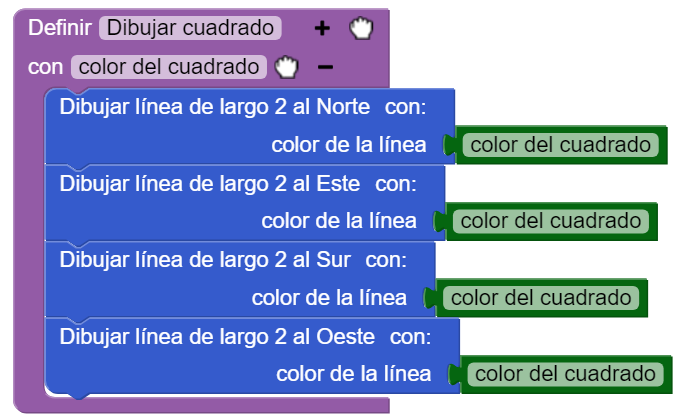 Definir Dibujar cuadrado + 
con color del cuadrado −
Dibujar línea de largo 2 al Norte con:
color de la línea color del cuadrado
Dibujar línea de largo 2 al Este con:
color de la línea color del cuadrado
Dibujar línea de largo 2 al Sur con:
color de la línea color del cuadrado
Dibujar línea de largo 2 al Oeste con:
color de la línea color del cuadrado